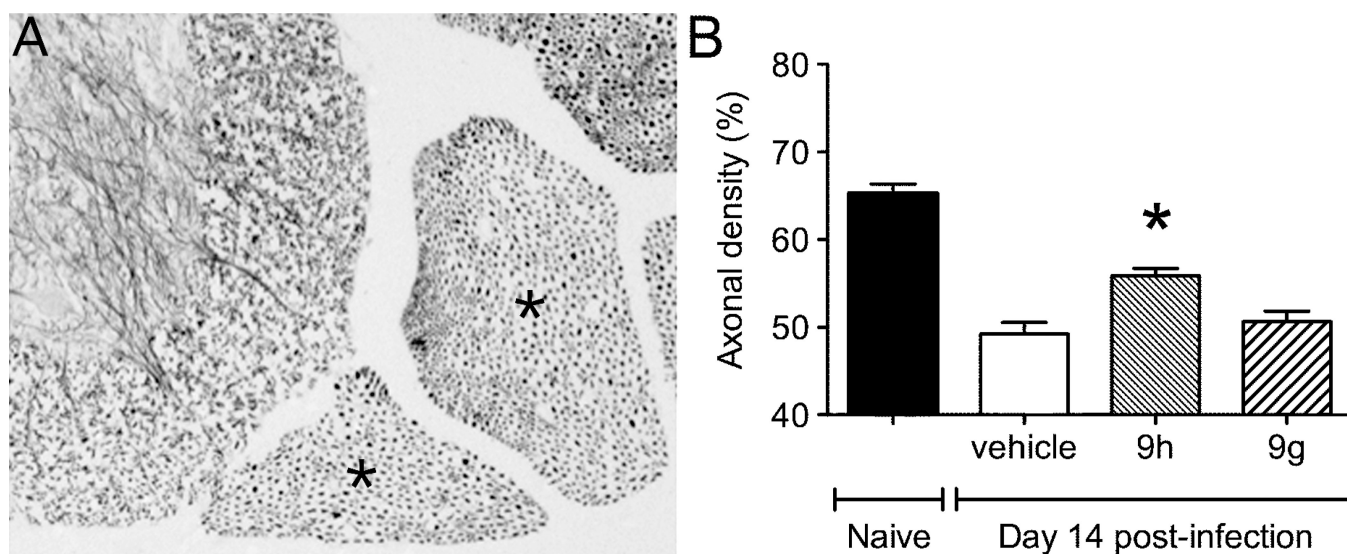 A
*
*
B
Axonal density (%)
80
70
60
50
40
*
vehicle 9h 9g
Naive Day 14 post-infection